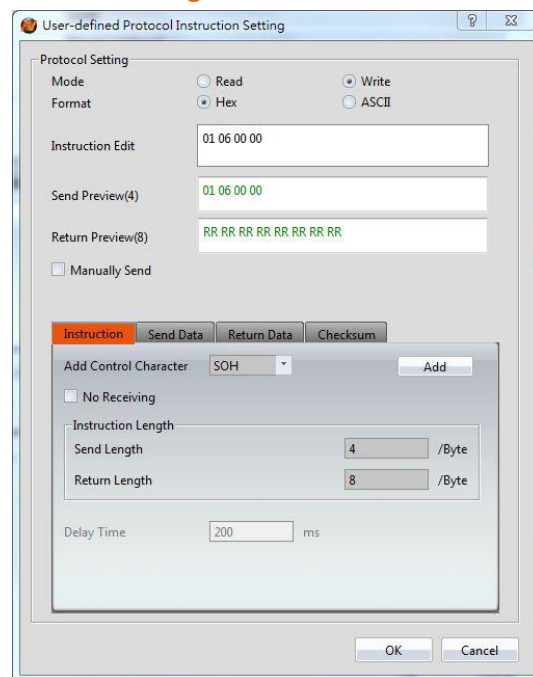 User-defined Protocol Instruction Setting
Protocol Setting
Mode Read Write
Format Hex ASCII
Instruction Edit 01 06 00 00
Send Preview(4) 01 06 00 00
Return Preview(8) RR RR RR RR RR RR RR RR
Manually Send
Instruction Send Data Return Data Checksum
Add Control Character SOH Add
No Receiving
Instruction Length
Send Length 4 /Byte
Return Length 8 /Byte
Delay Time 200 ms
OK Cancel